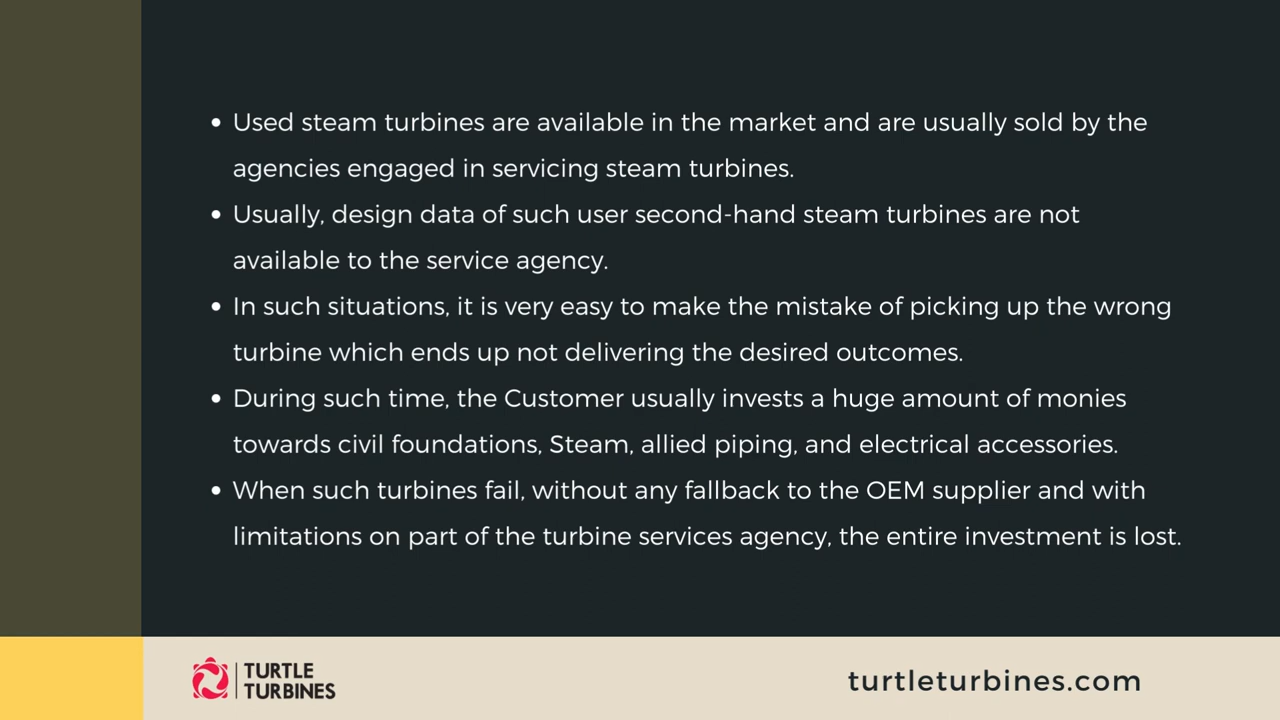 • Used steam turbines are available in the market and are usually sold by the
agencies engaged in servicing steam turbines.
• Usually, design data of such user second-hand steam turbines are not
available to the service agency.
• In such situations, it is very easy to make the mistake of picking up the wrong
turbine which ends up not delivering the desired outcomes.
• During such time, the Customer usually invests a huge amount of monies
towards civil foundations, Steam, allied piping, and electrical accessories.
• When such turbines fail, without any fallback to the OEM supplier and with
limitations on part of the turbine services agency, the entire investment is lost.
TURTLE
TURBINES
turtleturbines.com